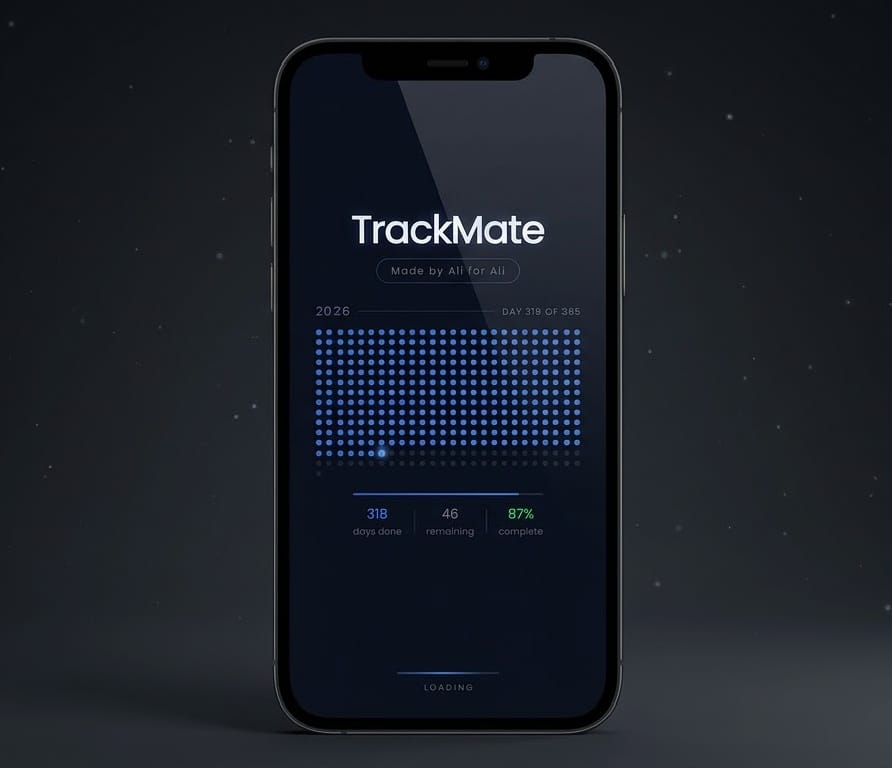 TrackMate
Made by Ali for Ali
2026 DAY 319 OF 365
318 46 87%
days done remaining complete
LOADING